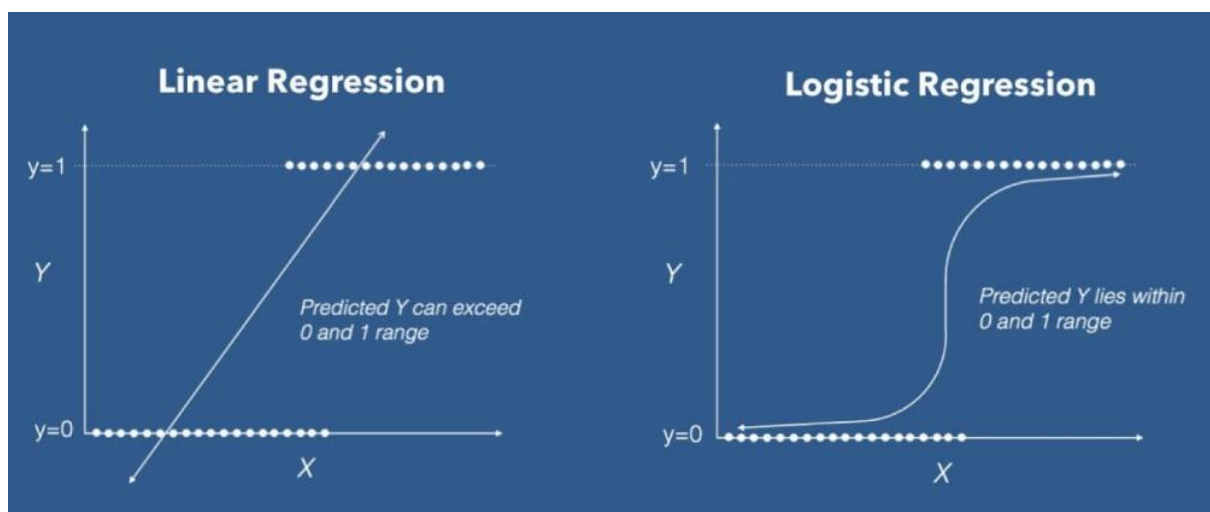 Linear Regression
y=1
Y
Predicted Y can exceed
0 and 1 range
y=0
X
Logistic Regression
y=1
Y
Predicted Y lies within
0 and 1 range
y=0
X